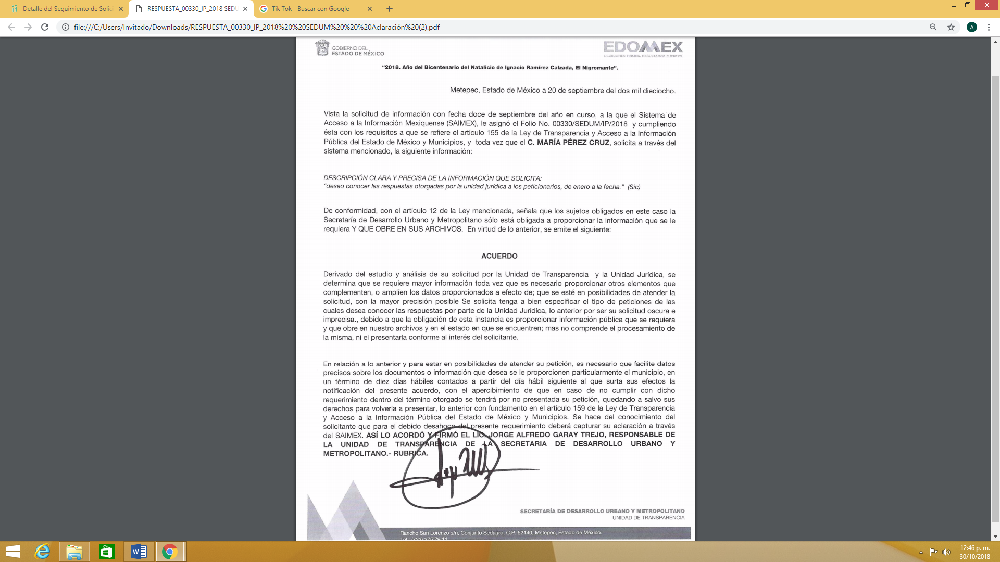 Detalle del Seguimiento de Solici
RESPUESTA_00330_IP_2018 SEDU
Tik Tok - Buscar con Google
file:///C:/Users/Invitado/Downloads/RESPUESTA_00330_IP_2018%20%20SEDUM%20%20%20Aclaración%20(2).pdf
A
GOBIERNO DEL
ESTADO DE MÉXICO
EDOMÉX
DECISIONES FIRMES, RESULTADOS FUERTES.
“2018. Año del Bicentenario del Natalicio de Ignacio Ramírez Calzada, El Nigromante”.
Metepec, Estado de México a 20 de septiembre del dos mil dieciocho.
Vista la solicitud de información con fecha doce de septiembre del año en curso, a la que el Sistema de
Acceso a la Información Mexiquense (SAIMEX), le asignó el Folio No. 00330/SEDUM/IP/2018 y cumpliendo
ésta con los requisitos a que se refiere el artículo 155 de la Ley de Transparencia y Acceso a la Información
Pública del Estado de México y Municipios, y toda vez que el C. MARÍA PÉREZ CRUZ, solicita a través del
sistema mencionado, la siguiente información:
DESCRIPCIÓN CLARA Y PRECISA DE LA INFORMACIÓN QUE SOLICITA:
“deseo conocer las respuestas otorgadas por la unidad jurídica a los peticionarios, de enero a la fecha.” (Sic)
De conformidad, con el artículo 12 de la Ley mencionada, señala que los sujetos obligados en este caso la
Secretaría de Desarrollo Urbano y Metropolitano sólo está obligada a proporcionar la información que se le
requiera Y QUE OBRE EN SUS ARCHIVOS. En virtud de lo anterior, se emite el siguiente:
ACUERDO
Derivado del estudio y análisis de su solicitud por la Unidad de Transparencia y la Unidad Jurídica, se
determina que se requiere mayor información toda vez que es necesario proporcionar otros elementos que
complementen, o amplíen los datos proporcionados a efecto de; que se esté en posibilidades de atender la
solicitud, con la mayor precisión posible Se solicita tenga a bien especificar el tipo de peticiones de las
cuales desea conocer las respuestas por parte de la Unidad Jurídica, lo anterior por ser su solicitud oscura e
imprecisa., debido a que la obligación de esta instancia es proporcionar información pública que se requiera
y que obre en nuestro archivos y en el estado en que se encuentren; mas no comprende el procesamiento de
la misma, ni el presentarla conforme al interés del solicitante.
En relación a lo anterior y para estar en posibilidades de atender su petición, es necesario que facilite datos
precisos sobre los documentos o información que desea se le proporcionen particularmente el municipio, en
un término de diez días hábiles contados a partir del día hábil siguiente al que surta sus efectos la
notificación del presente acuerdo, con el apercibimiento de que en caso de no cumplir con dicho
requerimiento dentro del término otorgado se tendrá por no presentada su petición, quedando a salvo sus
derechos para volverla a presentar, lo anterior con fundamento en el artículo 159 de la Ley de Transparencia
y Acceso a la Información Pública del Estado de México y Municipios. Se hace del conocimiento del
solicitante que para el debido desahogo del presente requerimiento deberá capturar su aclaración a través
del SAIMEX. ASÍ LO ACORDÓ Y FIRMÓ EL LIC. JORGE ALFREDO GARAY TREJO, RESPONSABLE DE
LA UNIDAD DE TRANSPARENCIA DE LA SECRETARIA DE DESARROLLO URBANO Y
METROPOLITANO.- RUBRICA.
SECRETARÍA DE DESARROLLO URBANO Y METROPOLITANO
UNIDAD DE TRANSPARENCIA
Rancho San Lorenzo s/n, Conjunto Sedagro, C.P. 52140, Metepec, Estado de México.
Tel.: (722) 275 79 11
12:46 p. m.
30/10/2018